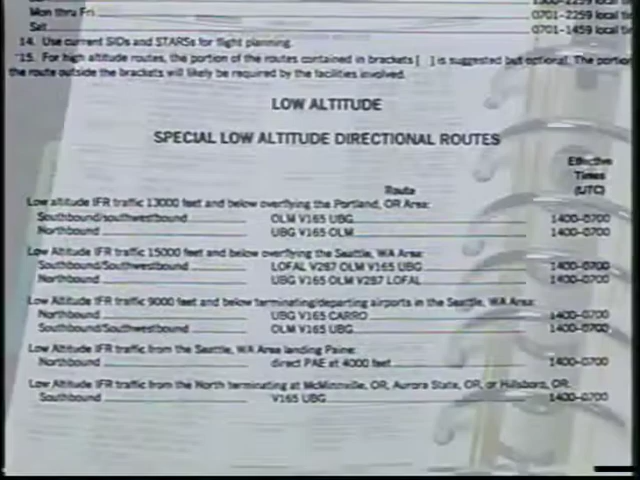 Mon thru Fri 0701-2259 local
Sat 0701-1459 local
14. Use current SIDs and STARSs for flight planning.
15. For high altitude routes, the portion of the routes contained in brackets [ ] is suggested but optional. The portion
the route outside the brackets will likely be required by the facilities involved.
LOW ALTITUDE
SPECIAL LOW ALTITUDE DIRECTIONAL ROUTES
Effective
Times
Route (UTC)
Low altitude IFR traffic 13000 feet and below overflying the Portland, OR Area:
Southbound/southwestbound OLM V165 UBG 1400-0700
Northbound UBG V165 OLM 1400-0700
Low Altitude IFR traffic 15000 feet and below overflying the Seattle, WA Area:
Southbound/Southwestbound LOFAL V287 OLM V165 UBG 1400-0700
Northbound UBG V165 OLM V287 LOFAL 1400-0700
Low Altitude IFR traffic 9000 feet and below terminating/departing airports in the Seattle, WA Area:
Northbound UBG V165 CARRO 1400-0700
Southbound/Southwestbound OLM V165 UBG 1400-0700
Low Altitude IFR traffic from the Seattle, WA Area landing Paine:
Northbound direct PAE at 4000 feet 1400-0700
Low Altitude IFR traffic from the North terminating at McMinnville, OR, Aurora State, OR, or Hillsboro, OR:
Southbound V165 UBG 1400-0700